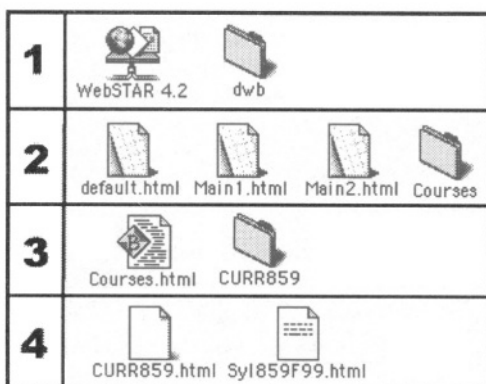 1
WebSTAR 4.2 dwb
2
default.html Main1.html Main2.html Courses
3
B
Courses.html CURR859
4
CURR859.html Syl859F99.html